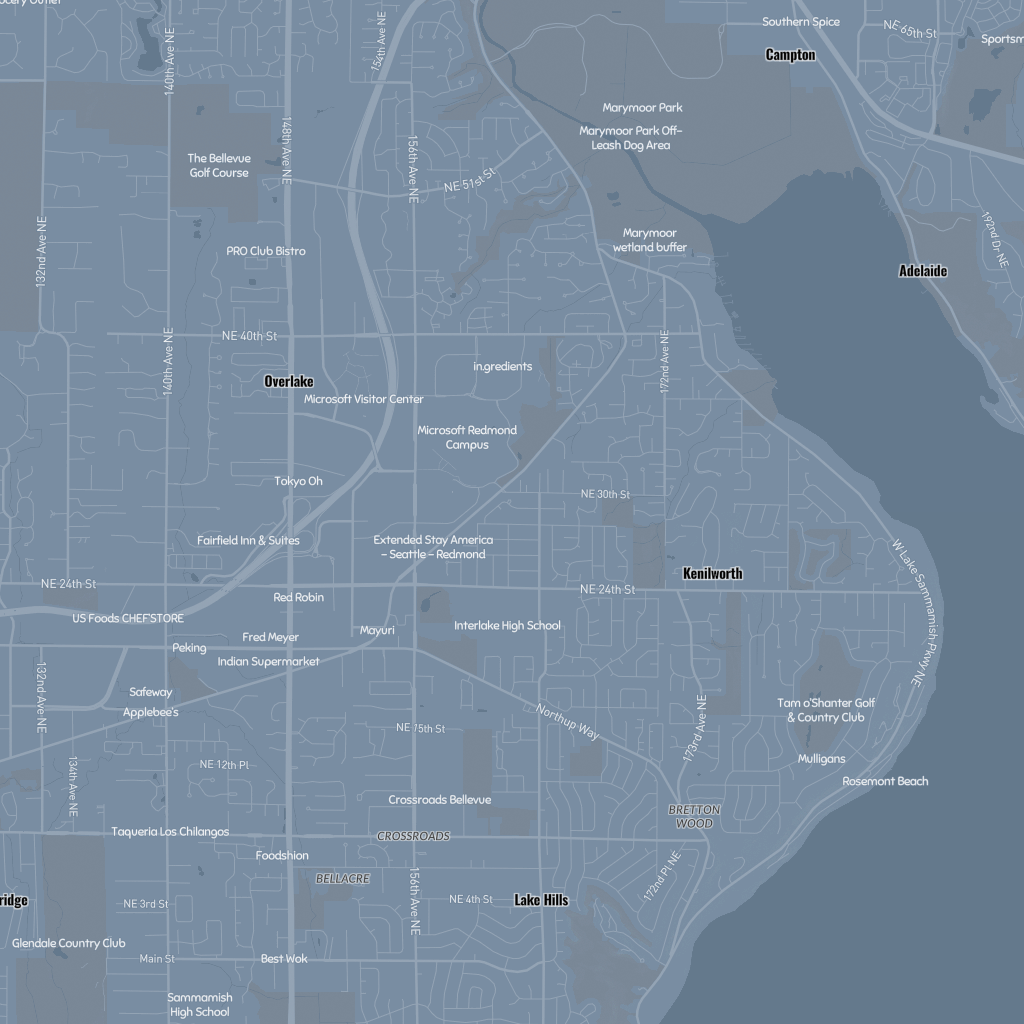 Grocery Outlet
Southern Spice
NE 65th St
Sportsm
Campton
140th Ave NE
154th Ave NE
Marymoor Park
Marymoor Park Off-
Leash Dog Area
148th Ave NE
156th Ave NE
The Bellevue
Golf Course
NE 51st St
132nd Ave NE
PRO Club Bistro
Marymoor
wetland buffer
192nd Dr NE
Adelaide
NE 40th St
140th Ave NE
172nd Ave NE
in.gredients
Overlake
Microsoft Visitor Center
Microsoft Redmond
Campus
Tokyo Oh
NE 30th St
Fairfield Inn & Suites
Extended Stay America
- Seattle - Redmond
W Lake Sammamish Pkwy NE
Kenilworth
NE 24th St
NE 24th St
Red Robin
US Foods CHEF'STORE
Mayuri
Interlake High School
Fred Meyer
Peking
Indian Supermarket
132nd Ave NE
Safeway
Applebee's
Tam o'Shanter Golf
& Country Club
Northup Way
173rd Ave NE
NE 15th St
Mulligans
NE 12th Pl
134th Ave NE
Rosemont Beach
Crossroads Bellevue
BRETTON
WOOD
Taqueria Los Chilangos
CROSSROADS
Foodshion
BELLACRE
172nd Pl NE
156th Ave NE
ridge
NE 3rd St
NE 4th St
Lake Hills
Glendale Country Club
Main St
Best Wok
Sammamish
High School